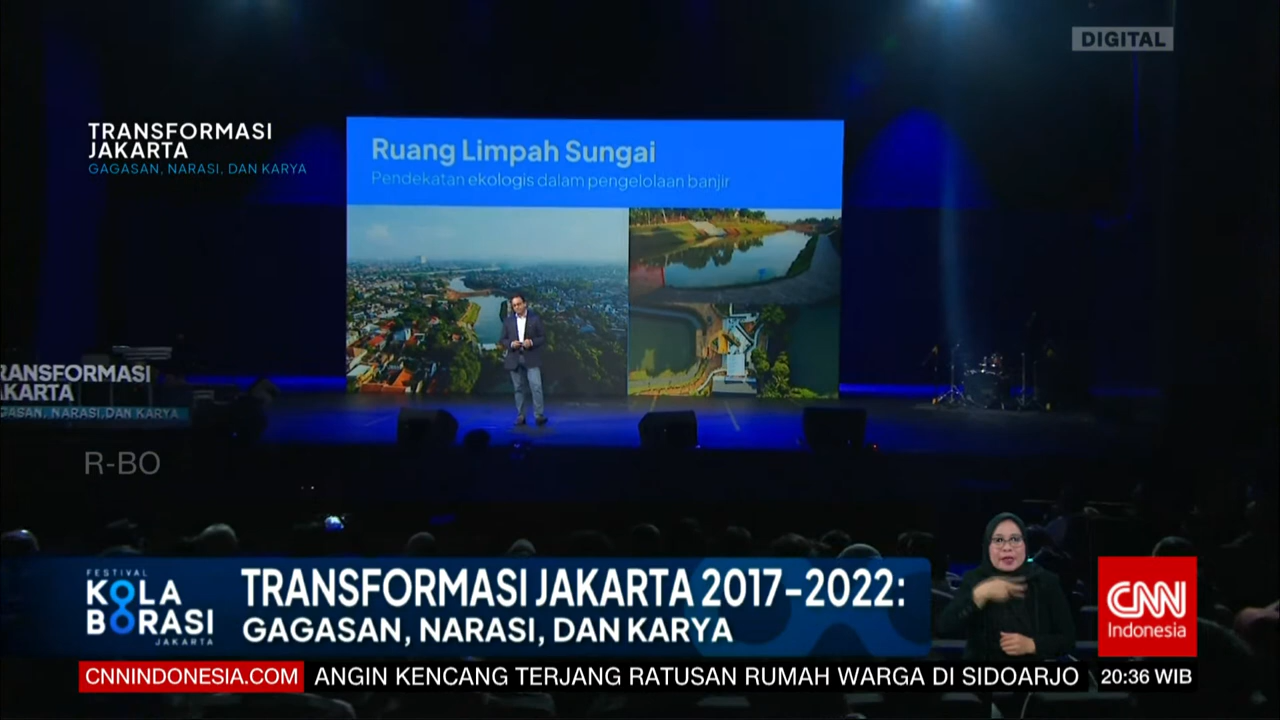 DIGITAL
TRANSFORMASI
JAKARTA
GAGASAN, NARASI, DAN KARYA
Ruang Limpah Sungai
Pendekatan ekologis dalam pengelolaan banjir
RANSFORMASI
AKARTA
GASAN, NARASI,DAN KARYA
R-BO
FESTIVAL
KOLA
BORASI
JAKARTA
TRANSFORMASI JAKARTA 2017-2022:
GAGASAN, NARASI, DAN KARYA
CNN
Indonesia
CNNINDONESIA.COM ANGIN KENCANG TERJANG RATUSAN RUMAH WARGA DI SIDOARJO 20:36 WIB